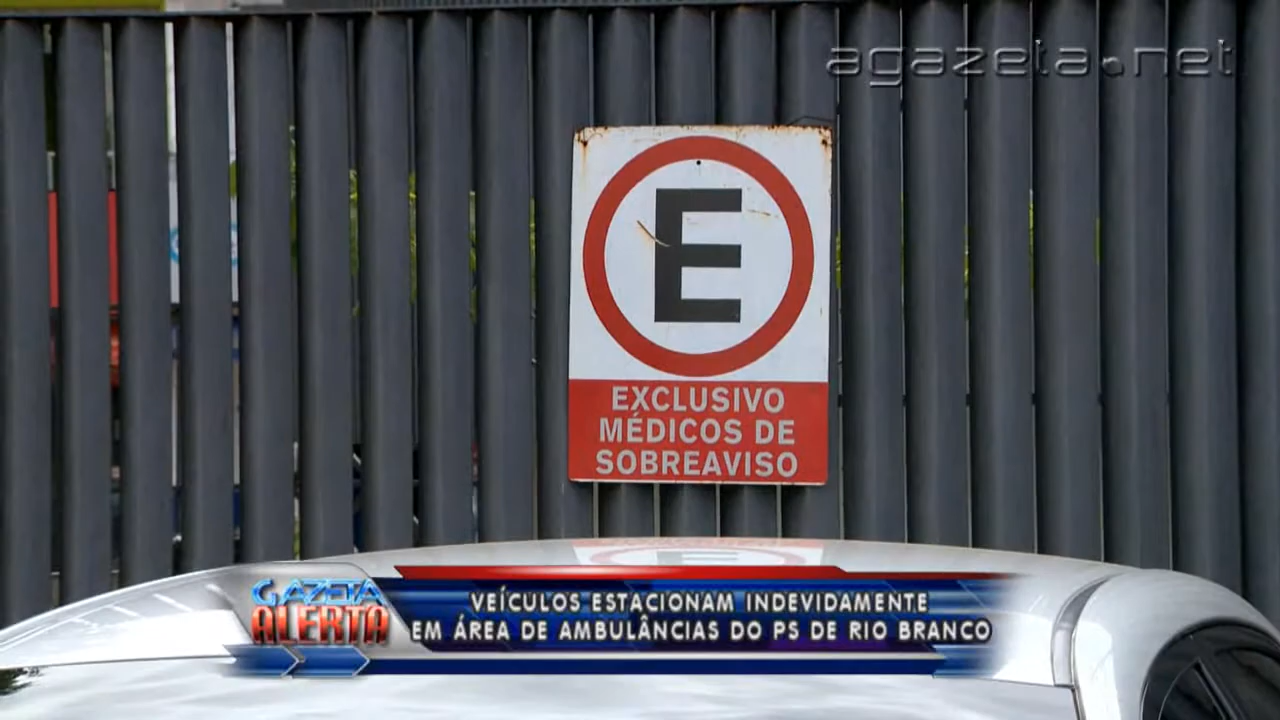 agazeta.net
E
EXCLUSIVO
MÉDICOS DE
SOBREAVISO
GAZETA
ALERTA
VEÍCULOS ESTACIONAM INDEVIDAMENTE
EM ÁREA DE AMBULÂNCIAS DO PS DE RIO BRANCO